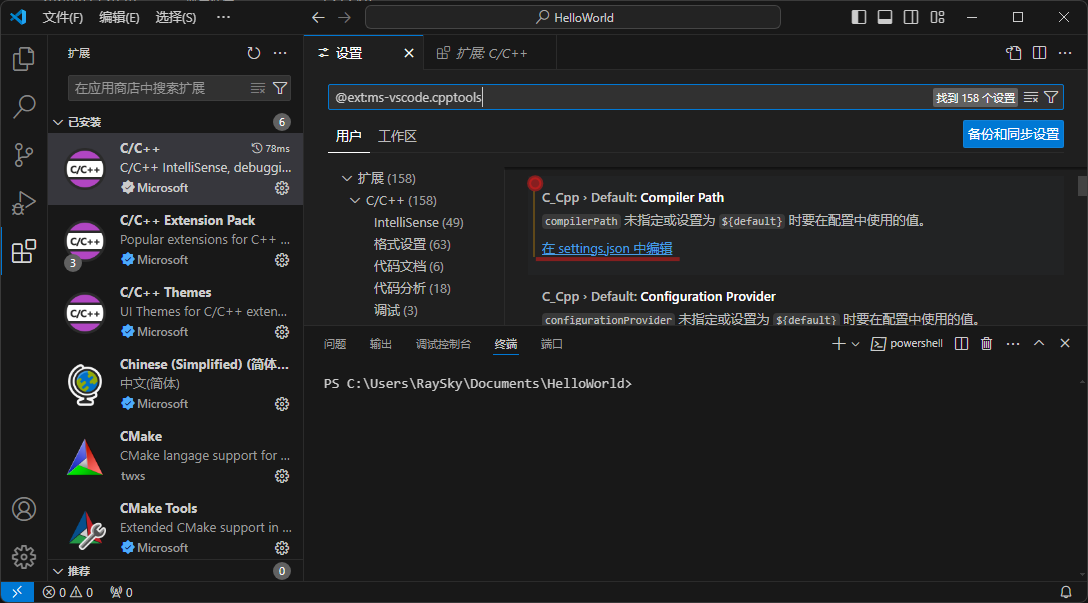 文件(F) 编辑(E) 选择(S) ··· HelloWorld
扩展
在应用商店中搜索扩展
已安装 6
C/C++ 78ms
C/C++ IntelliSense, debuggi...
Microsoft
C/C++ Extension Pack
Popular extensions for C++ ...
Microsoft
3
C/C++ Themes
UI Themes for C/C++ exten...
Microsoft
Chinese (Simplified) (简体...
中文(简体)
Microsoft
CMake
CMake langage support for ...
twxs
CMake Tools
Extended CMake support in ...
Microsoft
推荐 0
设置 扩展: C/C++
@ext:ms-vscode.cpptools 找到 158 个设置
用户 工作区 备份和同步设置
扩展 (158)
C/C++ (158)
IntelliSense (49)
格式设置 (63)
代码文档 (6)
代码分析 (18)
调试 (3)
C_Cpp › Default: Compiler Path
compilerPath 未指定或设置为 ${default} 时要在配置中使用的值。
在 settings.json 中编辑
C_Cpp › Default: Configuration Provider
configurationProvider 未指定或设置为 ${default} 时要在配置中使用的值。
问题 输出 调试控制台 终端 端口 powershell
PS C:\Users\RaySky\Documents\HelloWorld>
0 0 0